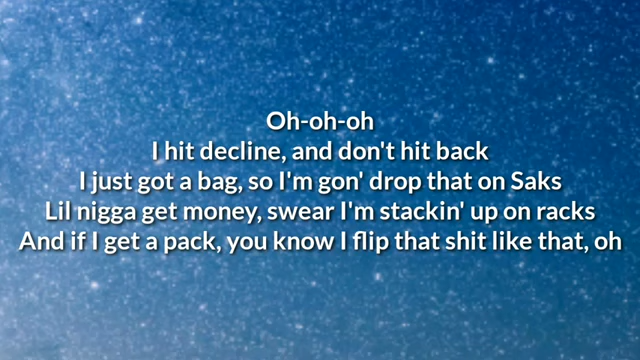 Oh-oh-oh
I hit decline, and don't hit back
I just got a bag, so I'm gon' drop that on Saks
Lil nigga get money, swear I'm stackin' up on racks
And if I get a pack, you know I flip that shit like that, oh